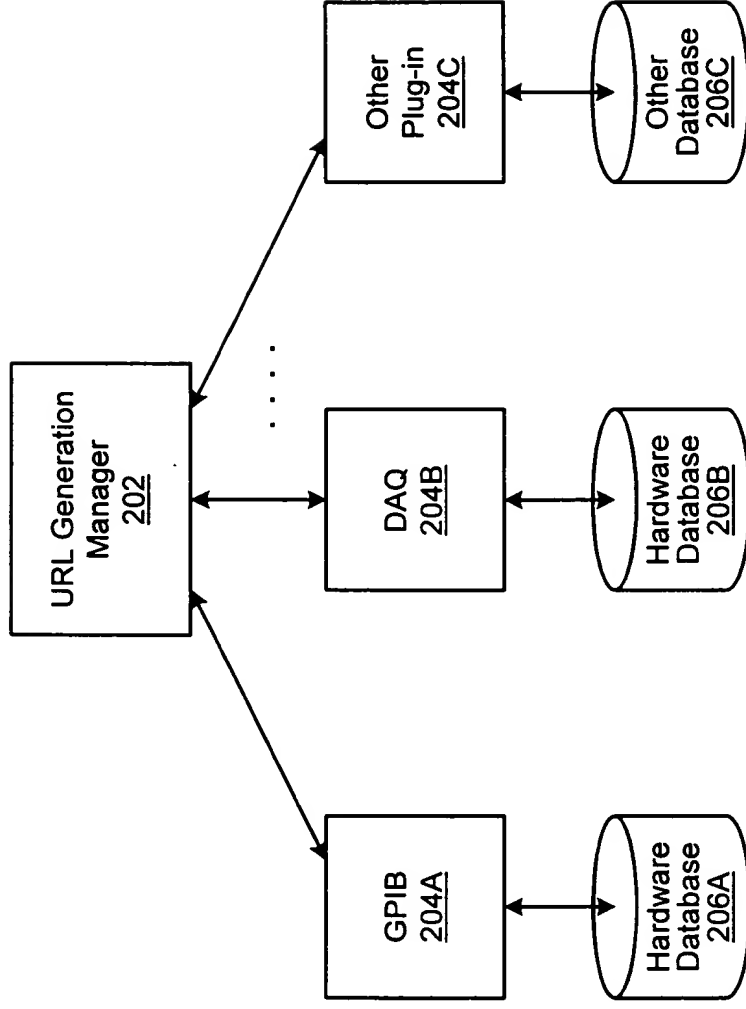 URL Generation
Manager
202
GPIB
204A
DAQ
204B
Other
Plug-in
204C
Hardware
Database
206A
Hardware
Database
206B
Other
Database
206C